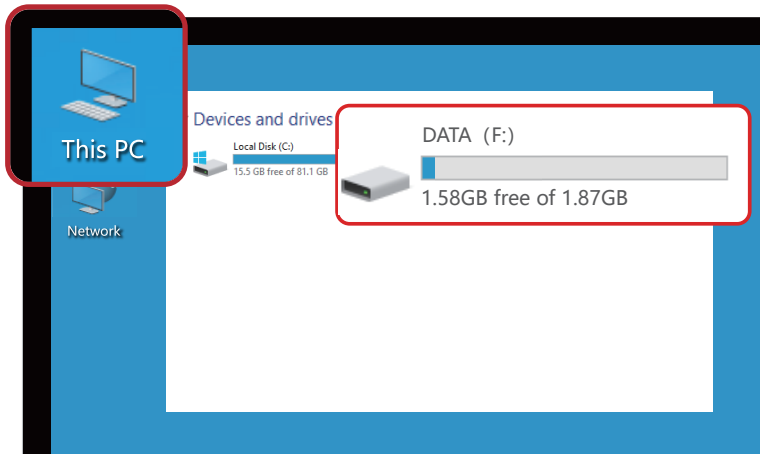 This PC
Network
Devices and drives
Local Disk (C:)
15.5 GB free of 81.1 GB
DATA (F:)
1.58GB free of 1.87GB